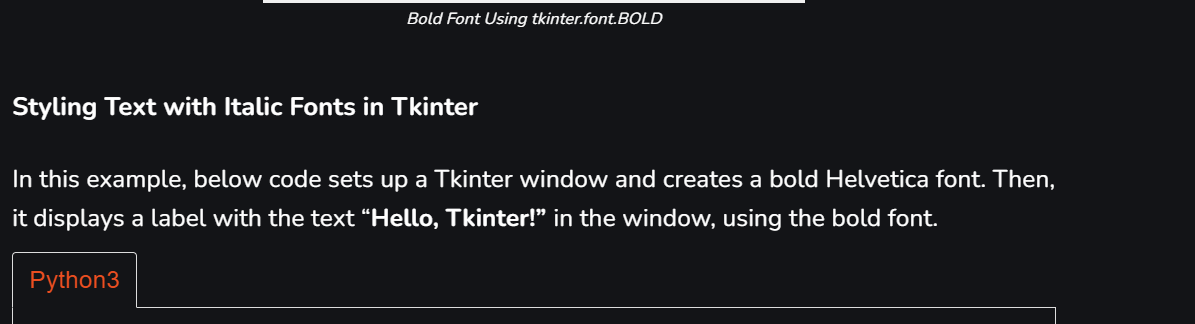 Bold Font Using tkinter.font.BOLD
Styling Text with Italic Fonts in Tkinter
In this example, below code sets up a Tkinter window and creates a bold Helvetica font. Then,
it displays a label with the text “Hello, Tkinter!” in the window, using the bold font.
Python3